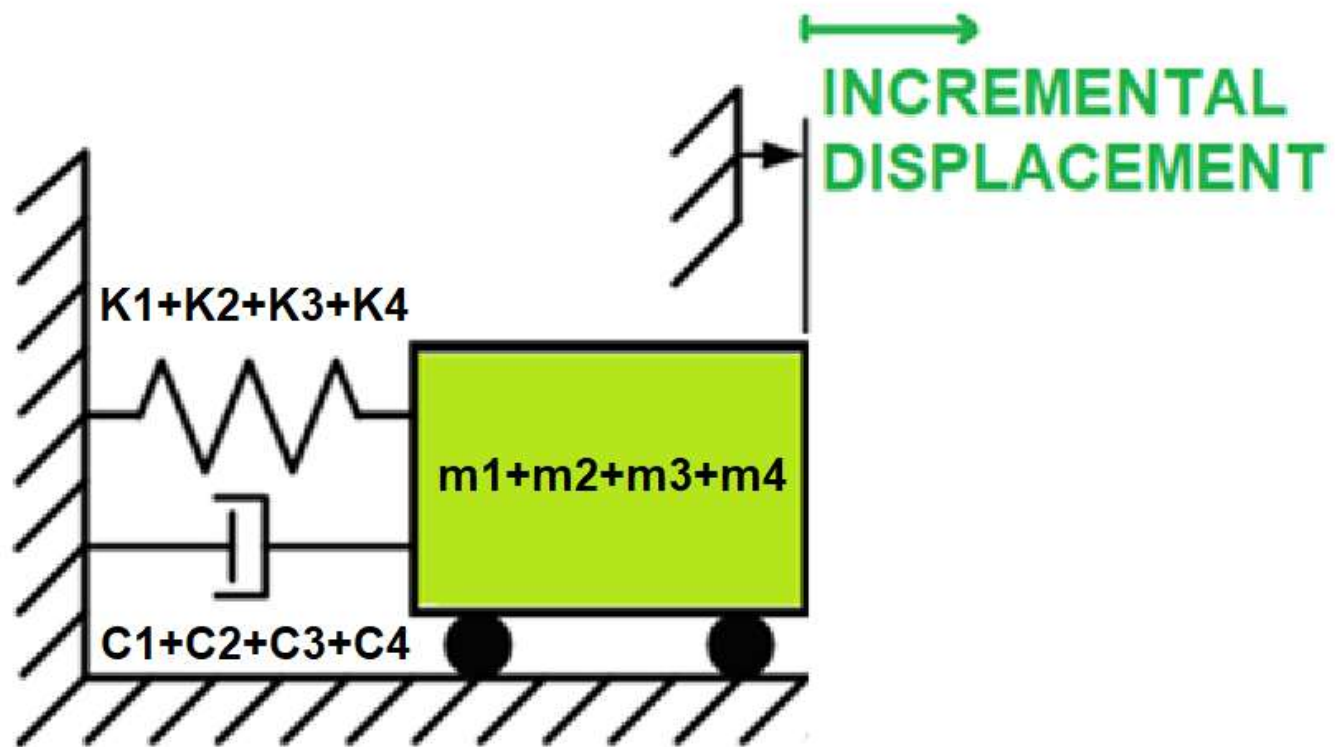 INCREMENTAL
DISPLACEMENT
K1+K2+K3+K4
m1+m2+m3+m4
C1+C2+C3+C4